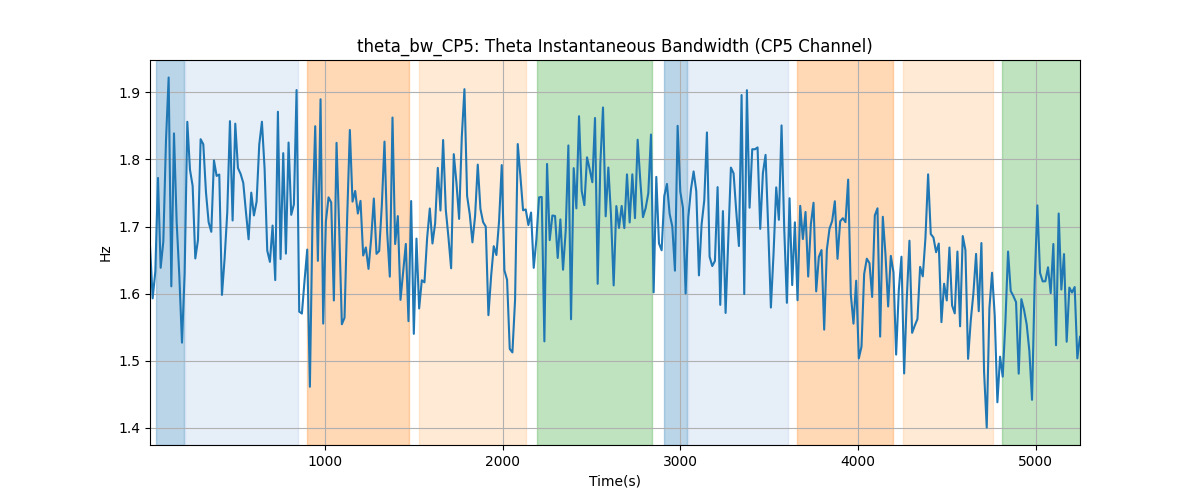 theta_bw_CP5: Theta Instantaneous Bandwidth (CP5 Channel)
Hz
1.9
1.8
1.7
1.6
1.5
1.4
1000 2000 3000 4000 5000
Time(s)